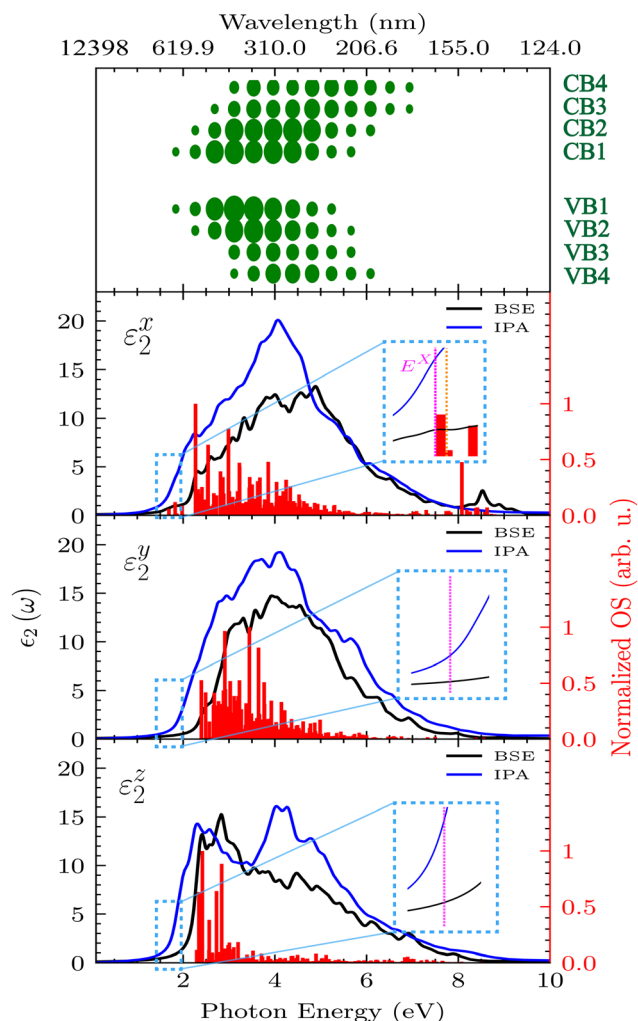 Wavelength (nm)
12398 619.9 310.0 206.6 155.0 124.0
CB4
CB3
CB2
CB1
VB1
VB2
VB3
VB4
20
15
10
5
0
ε₂ˣ
BSE
IPA
Eˣ
1
0.5
0.0
20
15
10
5
0
ε₂ʸ
BSE
IPA
1
0.5
0.0
ϵ₂(ω)
Normalized OS (arb. u.)
20
15
10
5
0
ε₂ᶻ
BSE
IPA
1
0.5
0.0
2 4 6 8 10
Photon Energy (eV)